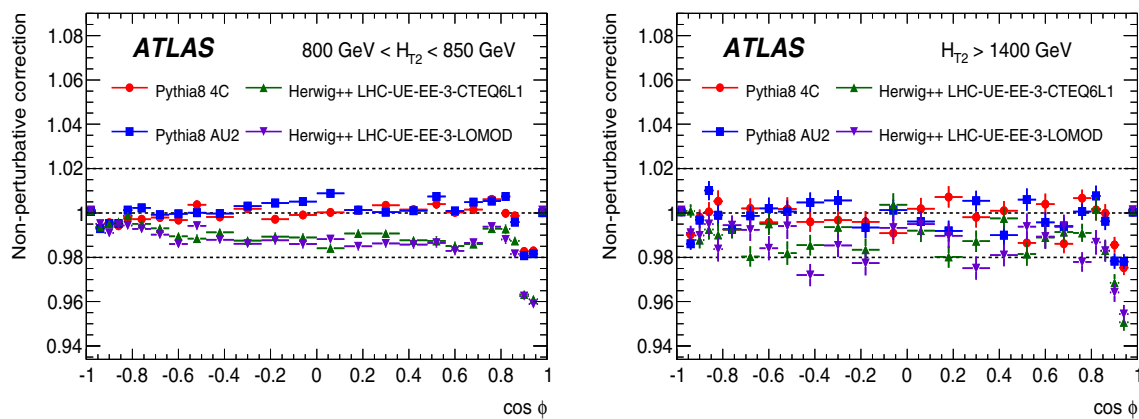 Non-perturbative correction
1.08
1.06
1.04
1.02
1
0.98
0.96
0.94
ATLAS
800 GeV < H_T2 < 850 GeV
Pythia8 4C
Herwig++ LHC-UE-EE-3-CTEQ6L1
Pythia8 AU2
Herwig++ LHC-UE-EE-3-LOMOD
-1 -0.8 -0.6 -0.4 -0.2 0 0.2 0.4 0.6 0.8 1
cos ϕ
Non-perturbative correction
1.08
1.06
1.04
1.02
1
0.98
0.96
0.94
ATLAS
H_T2 > 1400 GeV
Pythia8 4C
Herwig++ LHC-UE-EE-3-CTEQ6L1
Pythia8 AU2
Herwig++ LHC-UE-EE-3-LOMOD
-1 -0.8 -0.6 -0.4 -0.2 0 0.2 0.4 0.6 0.8 1
cos ϕ